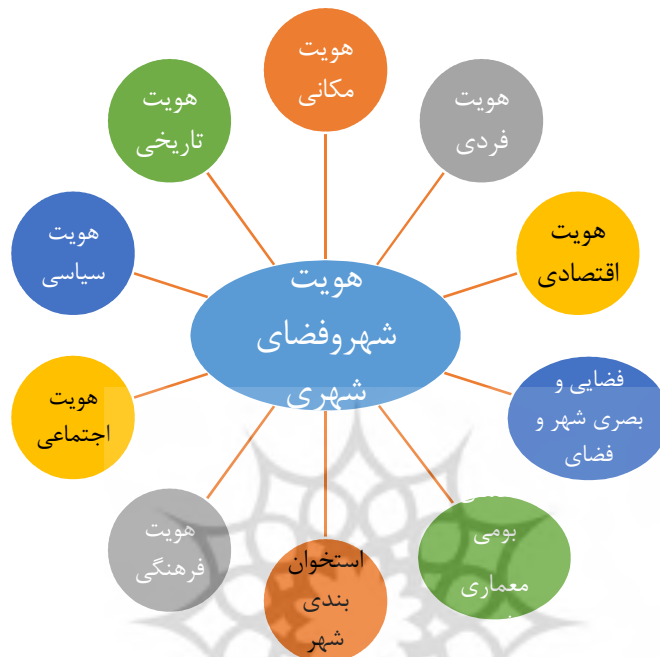 هویت
مکانی
هویت
فردی
هویت
اقتصادی
فضایی و
بصری شهر و
فضای
بومی
معماری
استخوان
بندی
شهر
هویت
فرهنگی
هویت
اجتماعی
هویت
سیاسی
هویت
تاریخی
هویت
شهروفضای
شهری